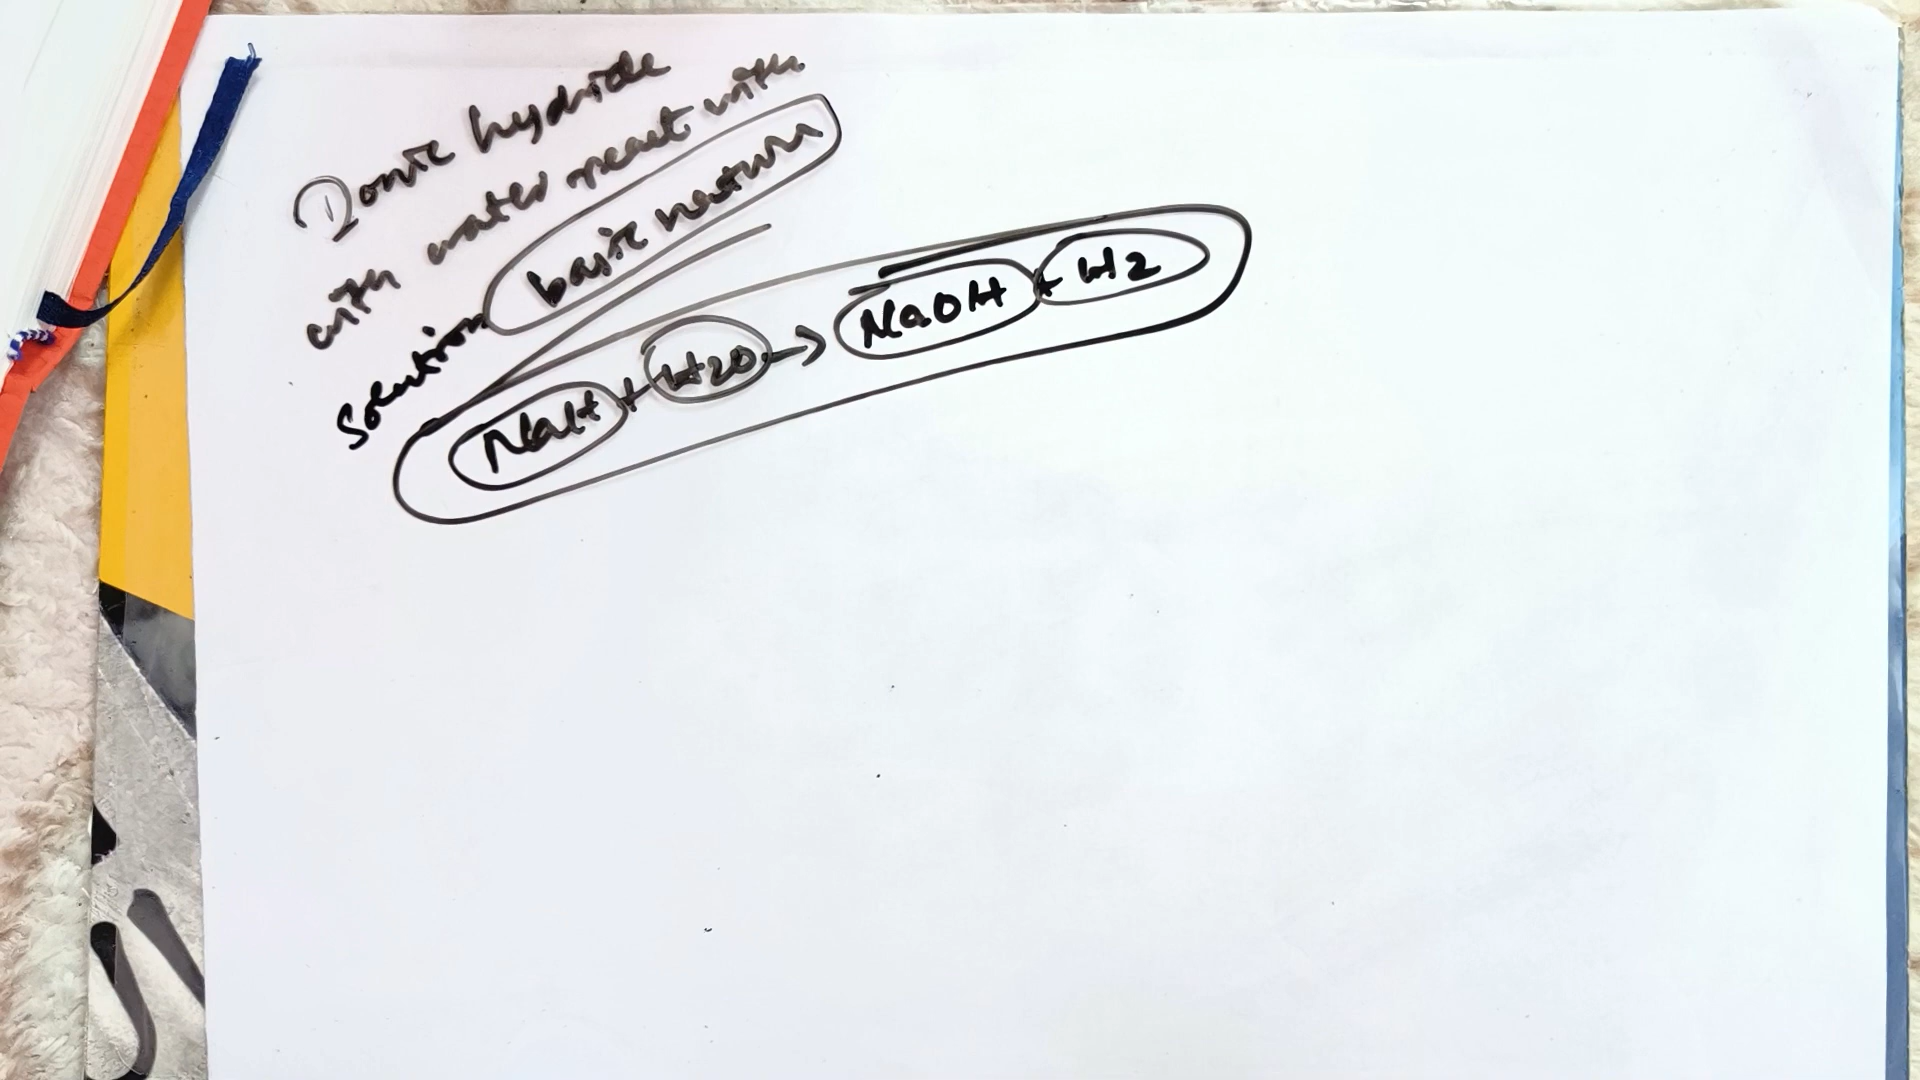 Ionic hydride
with water react with
solution basic nature
NaH + H2O → NaOH + H2